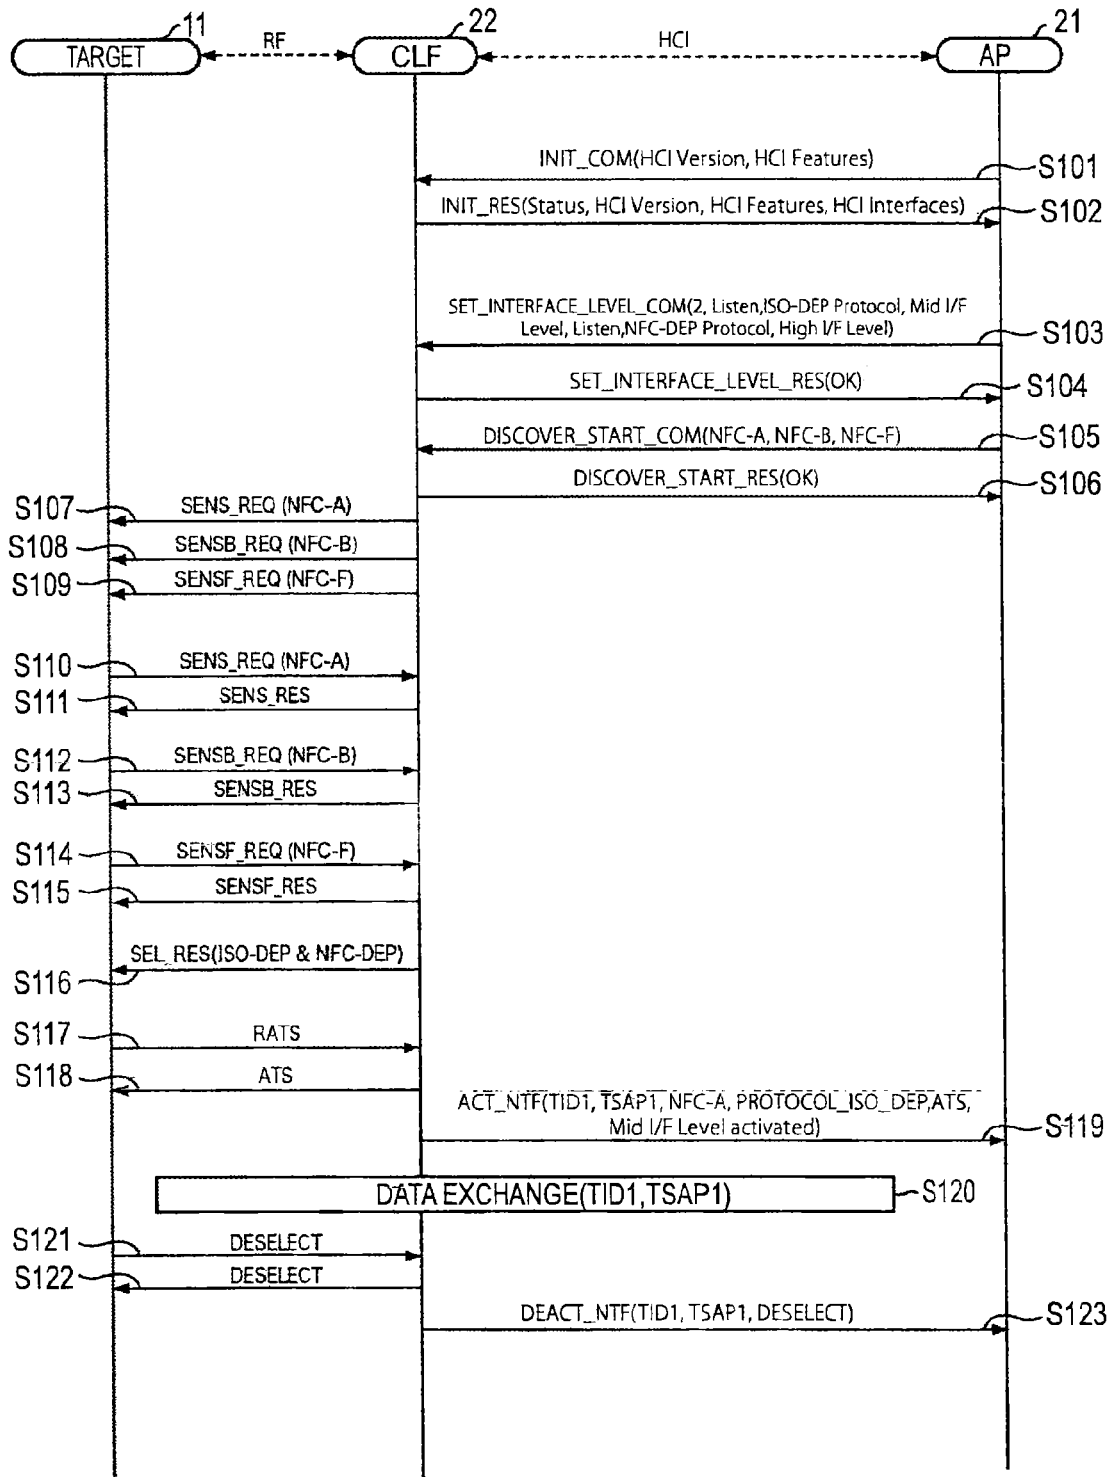 11
22
21
TARGET
RF
CLF
HCI
AP
INIT_COM(HCI Version, HCI Features)
S101
INIT_RES(Status, HCI Version, HCI Features, HCI Interfaces)
S102
SET_INTERFACE_LEVEL_COM(2, Listen,ISO-DEP Protocol, Mid I/F
Level, Listen,NFC-DEP Protocol, High I/F Level)
S103
SET_INTERFACE_LEVEL_RES(OK)
S104
DISCOVER_START_COM(NFC-A, NFC-B, NFC-F)
S105
DISCOVER_START_RES(OK)
S106
S107
SENS_REQ (NFC-A)
S108
SENSB_REQ (NFC-B)
S109
SENSF_REQ (NFC-F)
S110
SENS_REQ (NFC-A)
S111
SENS_RES
S112
SENSB_REQ (NFC-B)
S113
SENSB_RES
S114
SENSF_REQ (NFC-F)
S115
SENSF_RES
SEL_RES(ISO-DEP & NFC-DEP)
S116
S117
RATS
S118
ATS
ACT_NTF(TID1, TSAP1, NFC-A, PROTOCOL_ISO_DEP,ATS,
Mid I/F Level activated)
S119
DATA EXCHANGE(TID1,TSAP1)
S120
S121
DESELECT
S122
DESELECT
DEACT_NTF(TID1, TSAP1, DESELECT)
S123